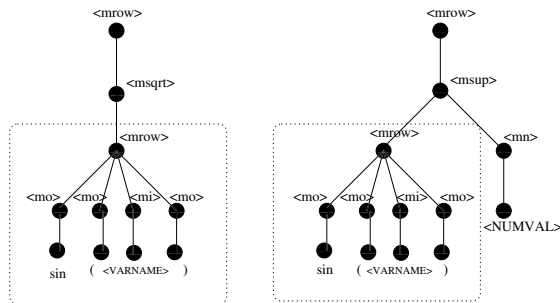 <mrow> <mrow>
<msqrt> <msup>
<mrow> <mrow> <mn>
<mo> <mo> <mi> <mo> <mo> <mo> <mi> <mo>
<NUMVAL>
sin ( <VARNAME> ) sin ( <VARNAME> )